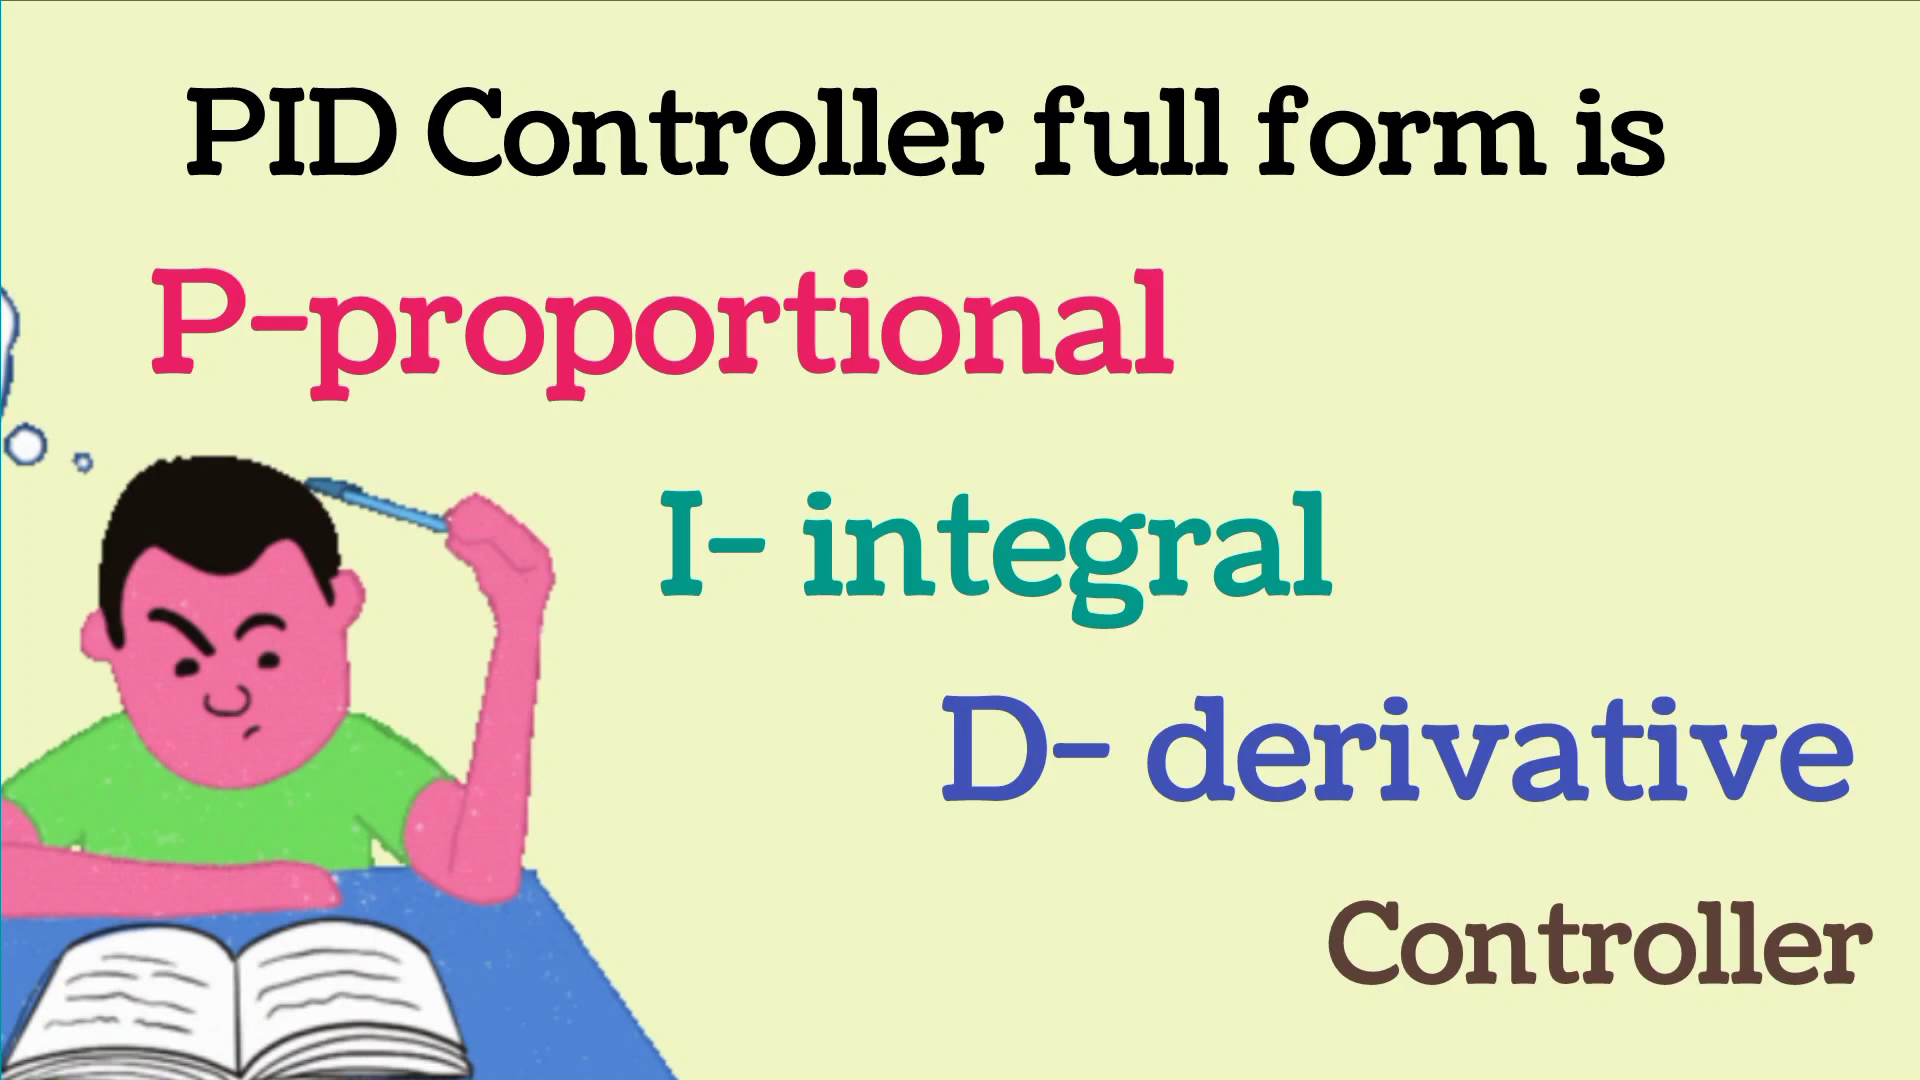 PID Controller full form is
P-proportional
I- integral
D- derivative
Controller